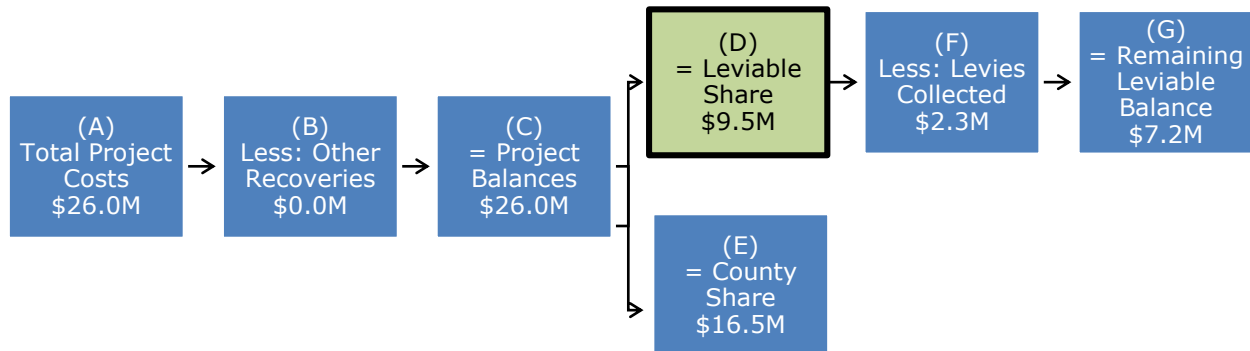 (A)
Total Project
Costs
$26.0M
(B)
Less: Other
Recoveries
$0.0M
(C)
= Project
Balances
$26.0M
(D)
= Leviable
Share
$9.5M
(E)
= County
Share
$16.5M
(F)
Less: Levies
Collected
$2.3M
(G)
= Remaining
Leviable
Balance
$7.2M